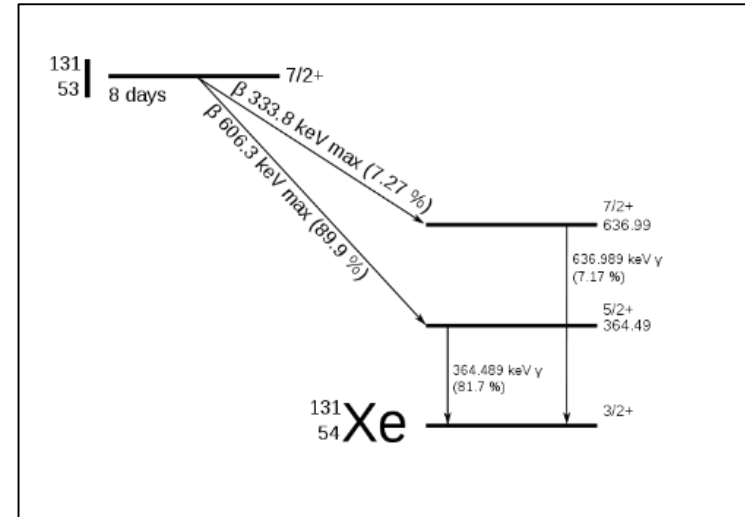 131
53 I
7/2+
8 days
β 333.8 keV max (7.27 %)
β 606.3 keV max (89.9 %)
7/2+
636.99
636.989 keV γ
(7.17 %)
5/2+
364.49
364.489 keV γ
(81.7 %)
131
54 Xe
3/2+